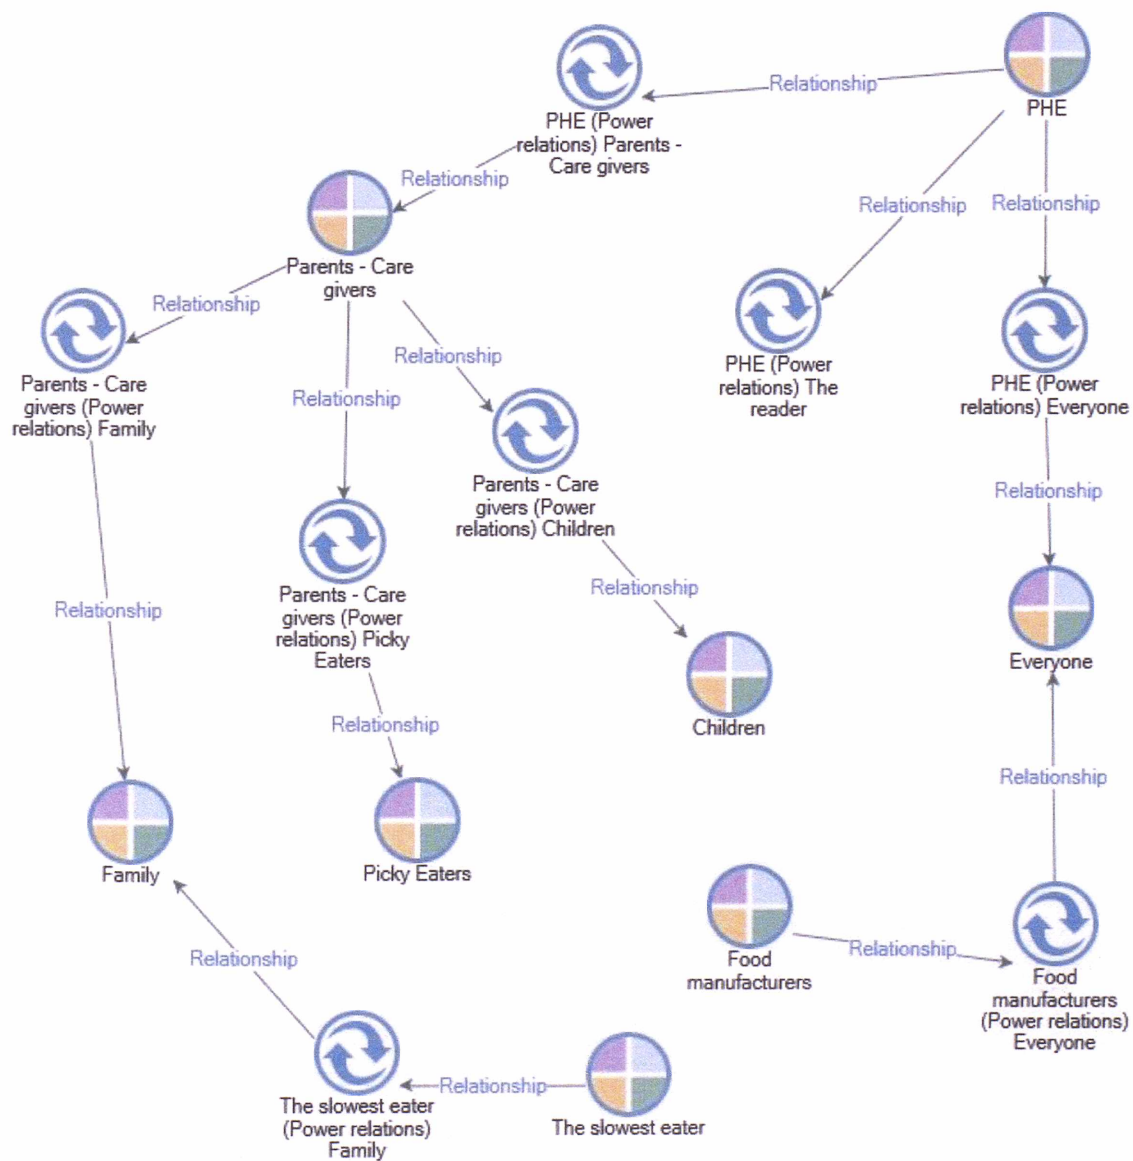 Relationship
PHE
PHE (Power
relations) Parents -
Care givers
Relationship
Relationship
Relationship
Parents - Care
givers
Relationship
Relationship
Parents - Care
givers (Power
relations) Family
PHE (Power
relations) The
reader
PHE (Power
relations) Everyone
Relationship
Parents - Care
givers (Power
relations) Children
Relationship
Relationship
Parents - Care
givers (Power
relations) Picky
Eaters
Relationship
Relationship
Everyone
Relationship
Children
Relationship
Family
Picky Eaters
Relationship
Food
manufacturers
Relationship
Food
manufacturers
(Power relations)
Everyone
Relationship
The slowest eater
(Power relations)
Family
The slowest eater